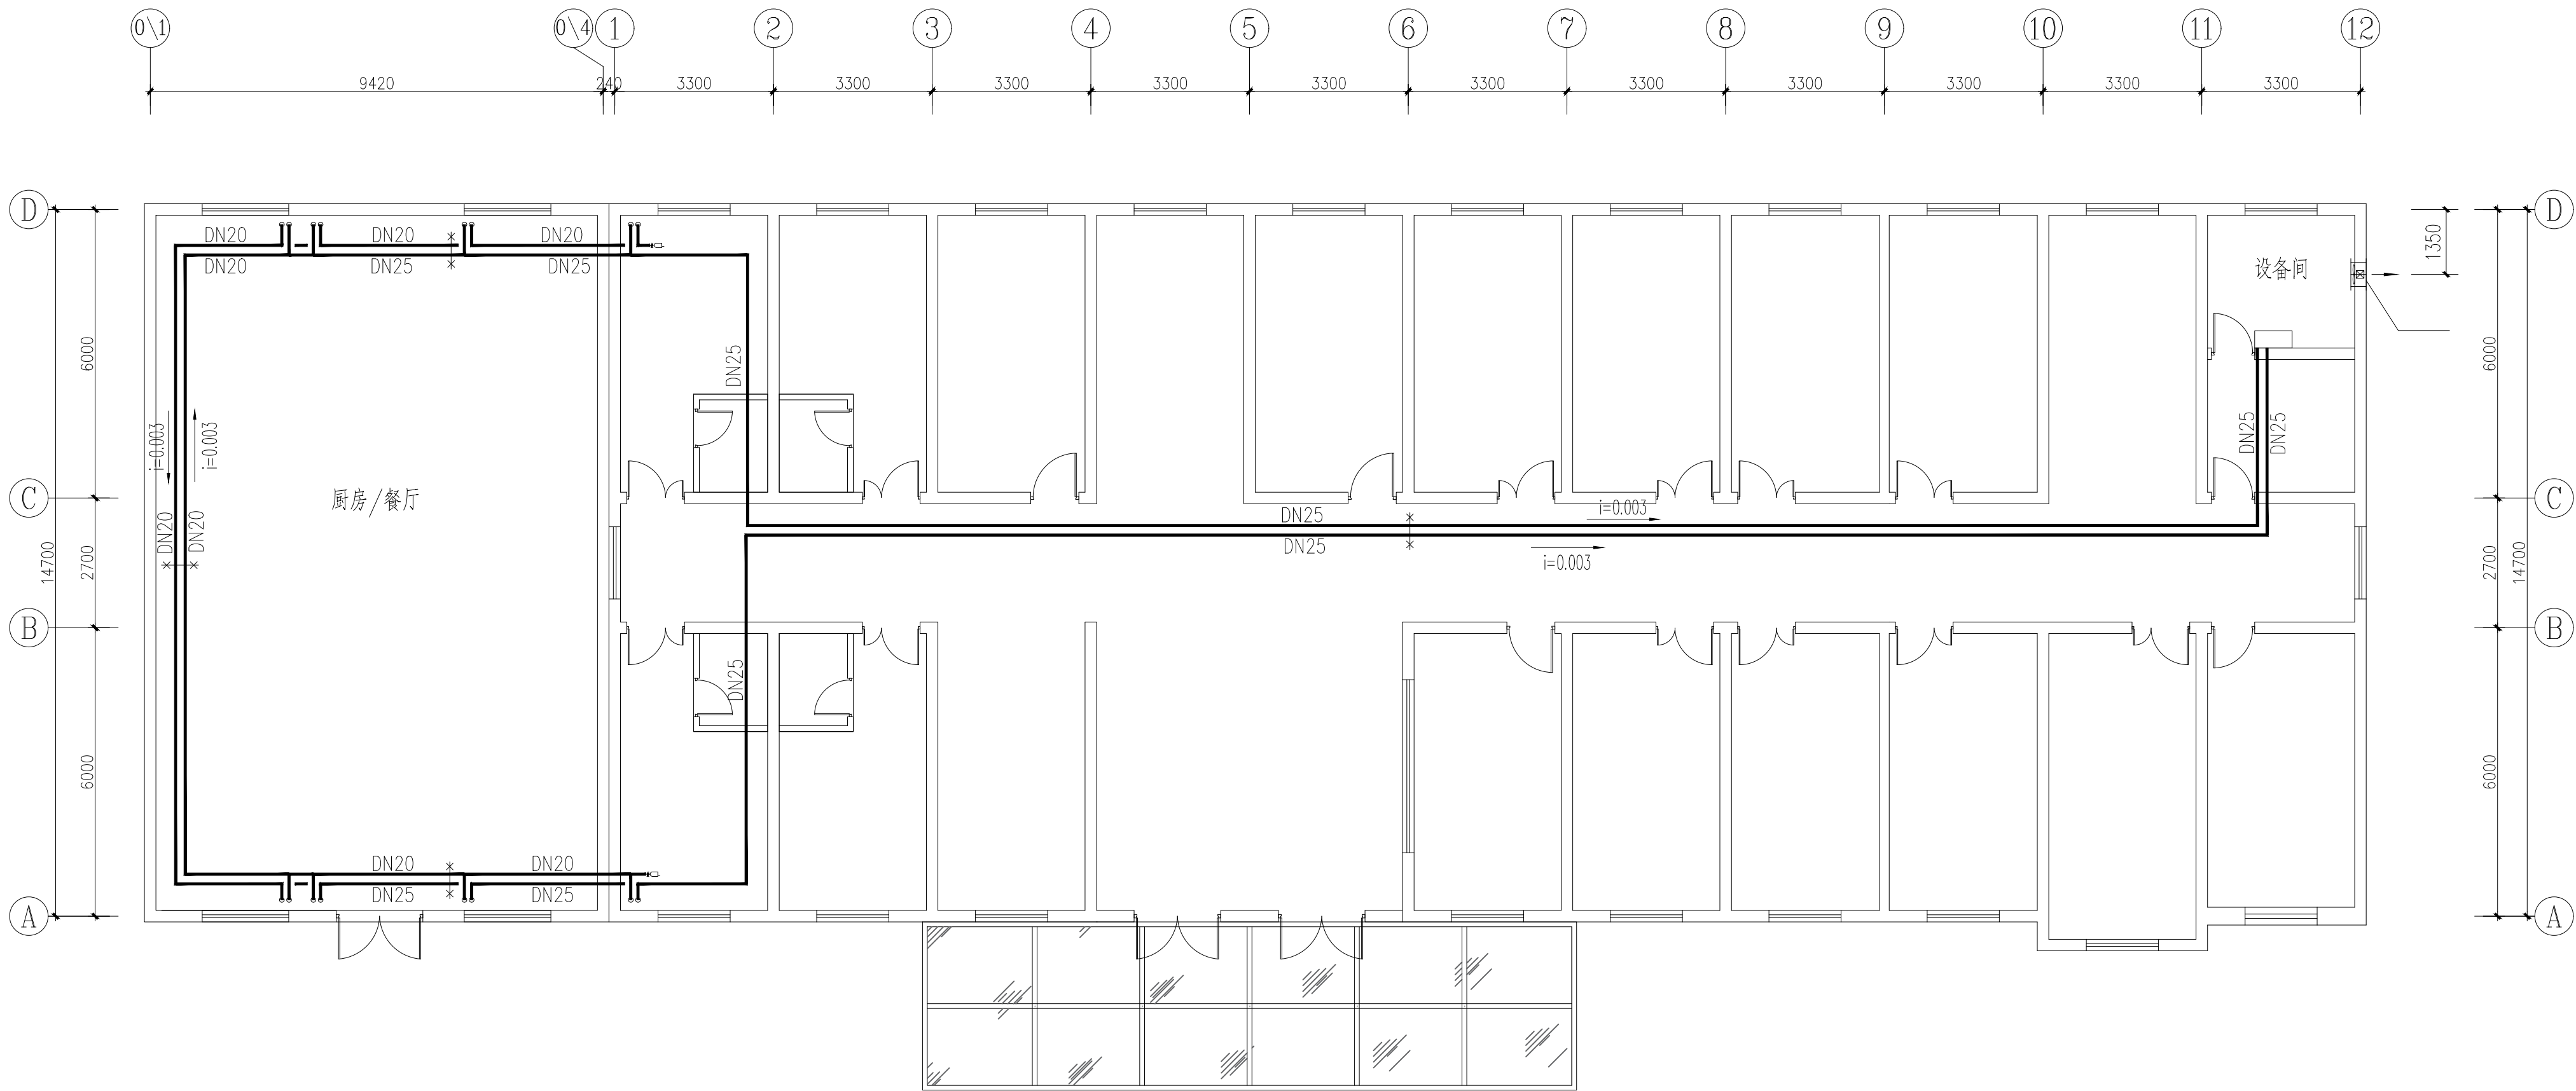 0\1 0\4 1 2 3 4 5 6 7 8 9 10 11 12
9420 240 3300 3300 3300 3300 3300 3300 3300 3300 3300 3300 3300
D D
DN20 DN20 DN20
1350
DN20 DN25 DN25
设备间
6000 DN25 6000
i=0.003 i=0.003
DN25 DN25
C 厨房/餐厅 C
DN20 DN20
DN25 i=0.003
DN25 i=0.003
14700 2700 2700 14700
B B
DN25
6000 6000
DN20 DN20
DN25 DN25
A A